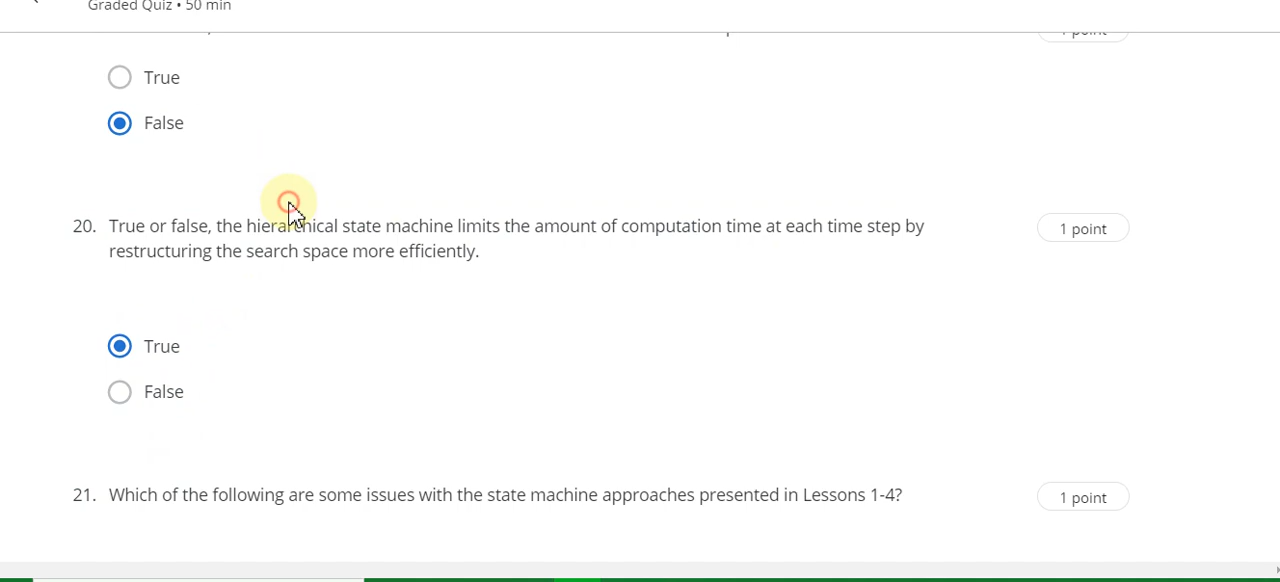 Graded Quiz • 50 min
1 point
True
False
20. True or false, the hierarchical state machine limits the amount of computation time at each time step by
1 point
restructuring the search space more efficiently.
True
False
21. Which of the following are some issues with the state machine approaches presented in Lessons 1-4?
1 point